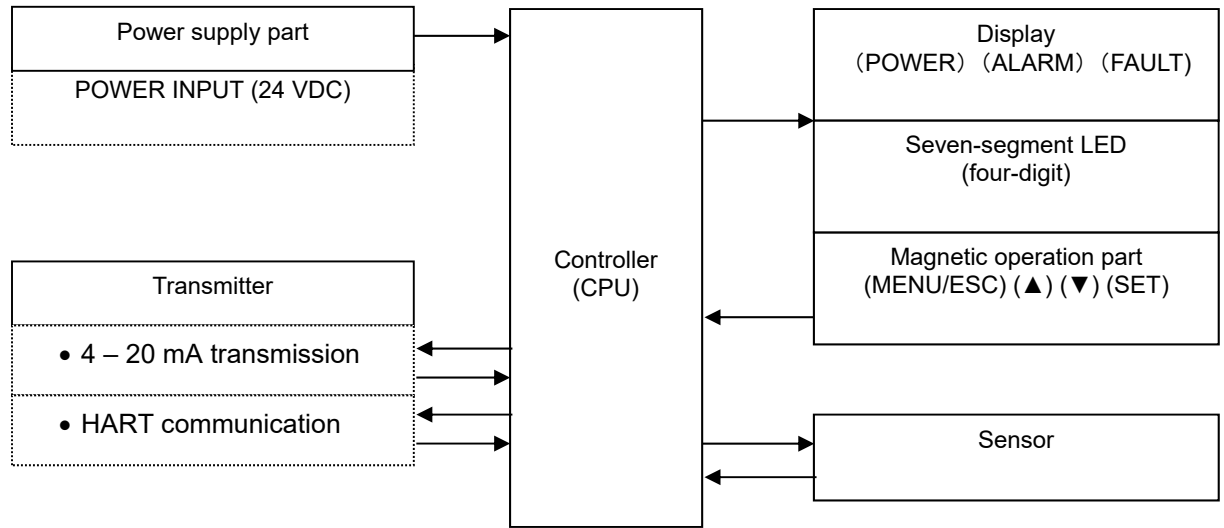 Power supply part
POWER INPUT (24 VDC)
Transmitter
• 4 – 20 mA transmission
• HART communication
Controller
(CPU)
Display
（POWER）（ALARM）（FAULT)
Seven-segment LED
(four-digit)
Magnetic operation part
(MENU/ESC) (▲) (▼) (SET)
Sensor